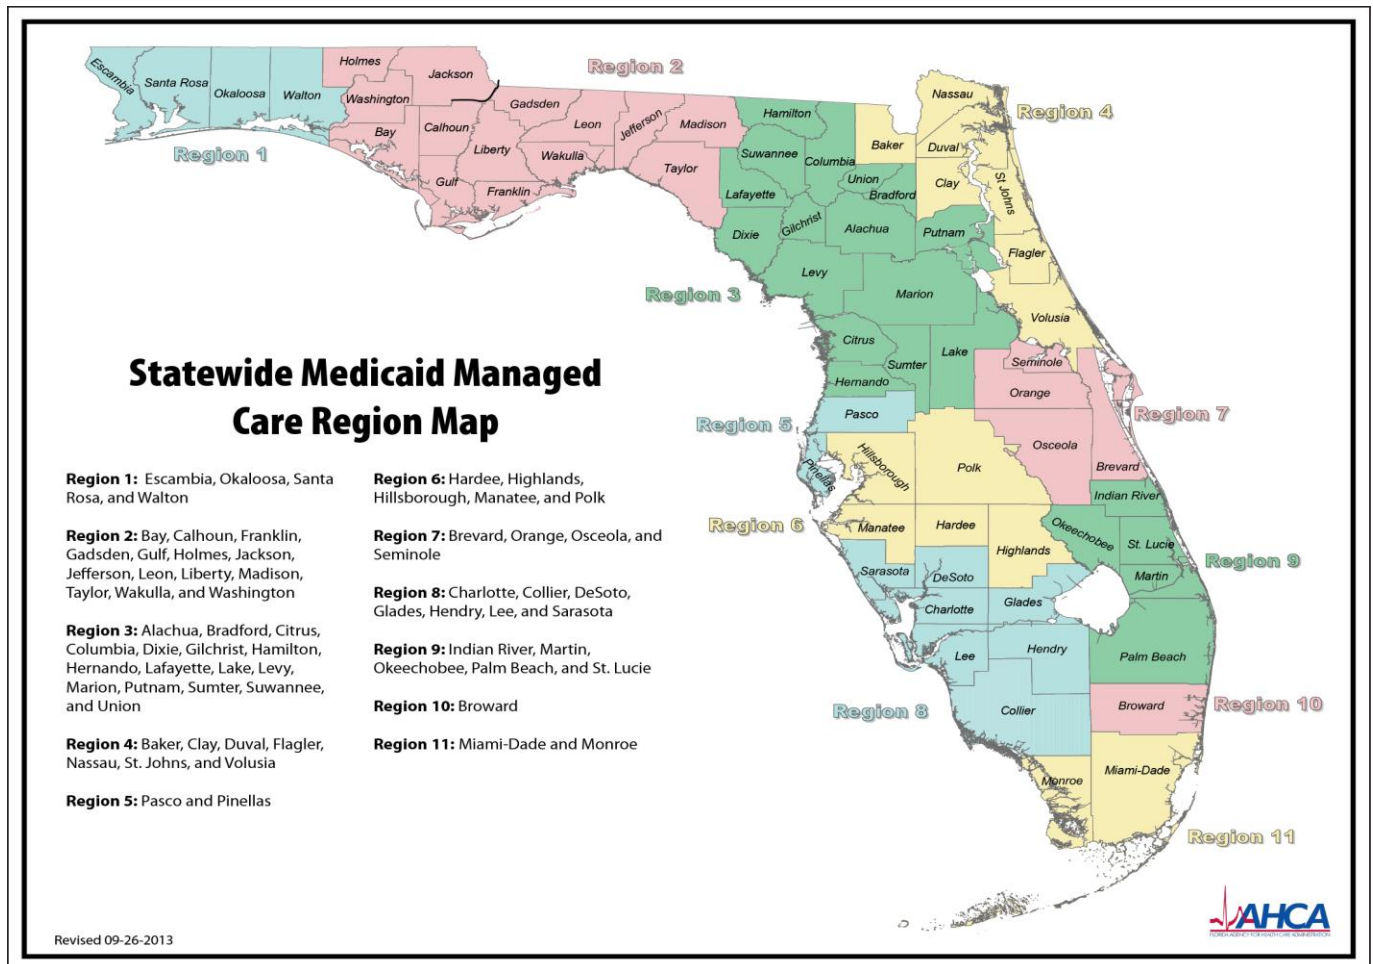 Region 1
Region 2
Region 3
Region 4
Region 5
Region 6
Region 7
Region 8
Region 9
Region 10
Region 11
Escambia
Santa Rosa
Okaloosa
Walton
Holmes
Jackson
Washington
Bay
Calhoun
Gulf
Gadsden
Liberty
Franklin
Leon
Wakulla
Jefferson
Madison
Taylor
Hamilton
Suwannee
Columbia
Lafayette
Union
Bradford
Dixie
Gilchrist
Alachua
Putnam
Levy
Marion
Citrus
Sumter
Lake
Hernando
Baker
Nassau
Duval
Clay
St Johns
Flagler
Volusia
Seminole
Orange
Osceola
Brevard
Pasco
Pinellas
Hillsborough
Polk
Manatee
Hardee
Highlands
Indian River
Okeechobee
St. Lucie
Martin
Palm Beach
Sarasota
DeSoto
Charlotte
Glades
Lee
Hendry
Collier
Broward
Miami-Dade
Monroe
Statewide Medicaid Managed
Care Region Map
Region 1: Escambia, Okaloosa, Santa
Rosa, and Walton
Region 2: Bay, Calhoun, Franklin,
Gadsden, Gulf, Holmes, Jackson,
Jefferson, Leon, Liberty, Madison,
Taylor, Wakulla, and Washington
Region 3: Alachua, Bradford, Citrus,
Columbia, Dixie, Gilchrist, Hamilton,
Hernando, Lafayette, Lake, Levy,
Marion, Putnam, Sumter, Suwannee,
and Union
Region 4: Baker, Clay, Duval, Flagler,
Nassau, St. Johns, and Volusia
Region 5: Pasco and Pinellas
Region 6: Hardee, Highlands,
Hillsborough, Manatee, and Polk
Region 7: Brevard, Orange, Osceola, and
Seminole
Region 8: Charlotte, Collier, DeSoto,
Glades, Hendry, Lee, and Sarasota
Region 9: Indian River, Martin,
Okeechobee, Palm Beach, and St. Lucie
Region 10: Broward
Region 11: Miami-Dade and Monroe
Revised 09-26-2013
AHCA
FLORIDA AGENCY FOR HEALTH CARE ADMINISTRATION